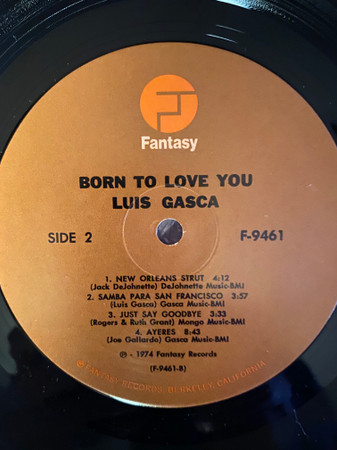 Fantasy
BORN TO LOVE YOU
LUIS GASCA
SIDE 2 F-9461
1. NEW ORLEANS STRUT 4:12
(Jack DeJohnette) DeJohnette Music-BMI
2. SAMBA PARA SAN FRANCISCO 3:57
(Luis Gasca) Gasca Music-BMI
3. JUST SAY GOODBYE 3:33
(Rogers & Ruth Grant) Mongo Music-BMI
4. AYERES 8:43
(Joe Gallardo) Gasca Music-BMI
℗ - 1974 Fantasy Records
(F-9461-B)
FANTASY RECORDS, BERKELEY, CALIFORNIA